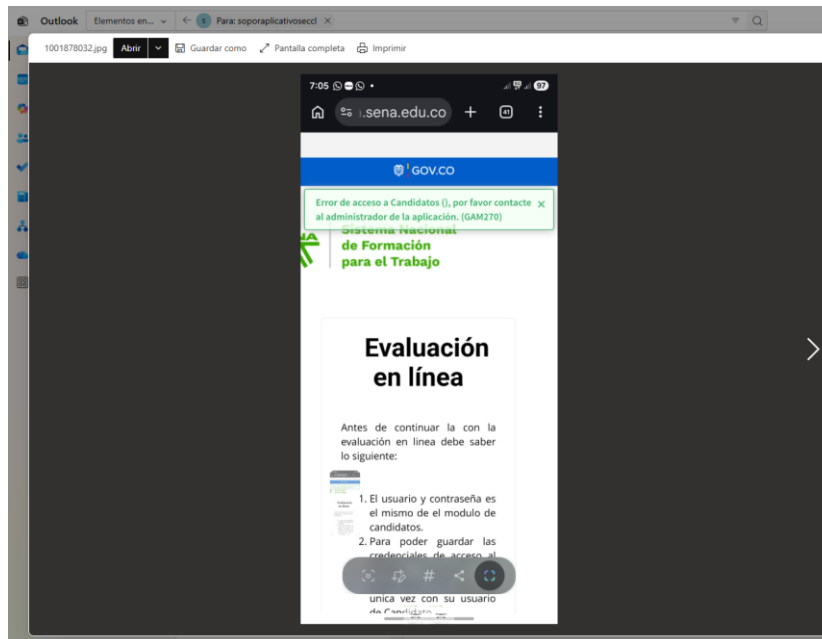 Outlook
Elementos en...
S
Para: soporaplicativoseccl
1001878032.jpg
Abrir
Guardar como
Pantalla completa
Imprimir
7:05
97
.sena.edu.co
41
GOV.CO
Error de acceso a Candidatos (), por favor contacte
al administrador de la aplicación. (GAM270)
Sistema Nacional
de Formación
para el Trabajo
Evaluación
en línea
Antes de continuar la con la
evaluación en linea debe saber
lo siguiente:
1. El usuario y contraseña es
el mismo de el modulo de
candidatos.
2. Para poder guardar las
credenciales de acceso al
unica vez con su usuario
de Candidato